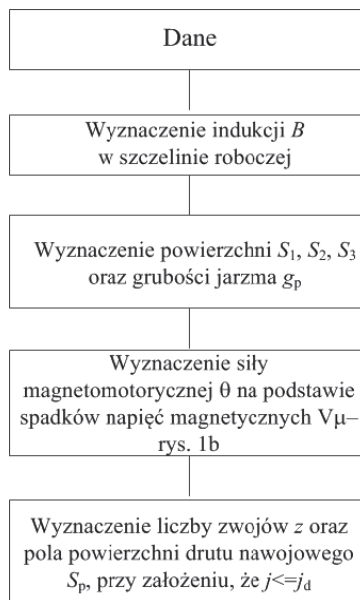 Dane
Wyznaczenie indukcji B
w szczelinie roboczej
Wyznaczenie powierzchni S₁, S₂, S₃
oraz grubości jarzma gₚ
Wyznaczenie siły
magnetomotorycznej θ na podstawie
spadków napięć magnetycznych Vμ–
rys. 1b
Wyznaczenie liczby zwojów z oraz
pola powierzchni drutu nawojowego
Sₚ, przy założeniu, że j<=j_d